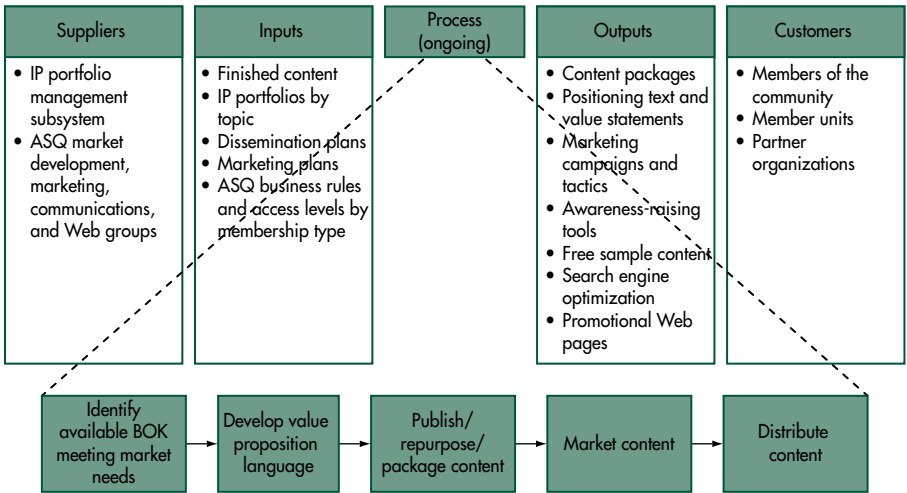 Suppliers
• IP portfolio
management
subsystem
• ASQ market
development,
marketing,
communications,
and Web groups
Inputs
• Finished content
• IP portfolios by
topic
• Dissemination plans
• Marketing plans
• ASQ business rules
and access levels by
membership type
Process
(ongoing)
Outputs
• Content packages
• Positioning text and
value statements
• Marketing
campaigns and
tactics
• Awareness-raising
tools
• Free sample content
• Search engine
optimization
• Promotional Web
pages
Customers
• Members of the
community
• Member units
• Partner
organizations
Identify
available BOK
meeting market
needs
Develop value
proposition
language
Publish/
repurpose/
package content
Market content
Distribute
content